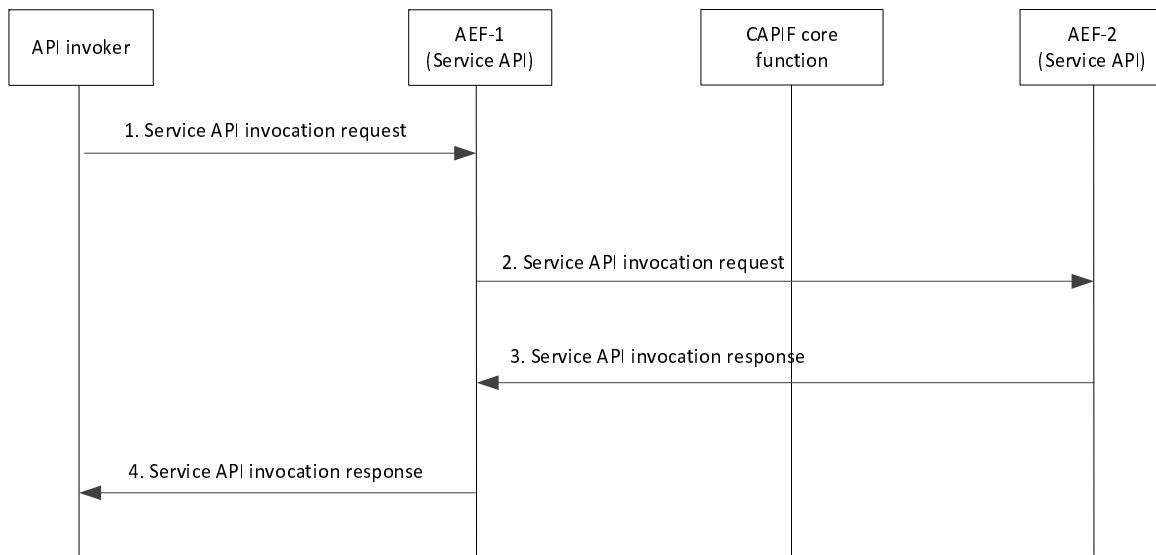 API invoker
AEF-1
(Service API)
CAPIF core
function
AEF-2
(Service API)
1. Service API invocation request
2. Service API invocation request
3. Service API invocation response
4. Service API invocation response